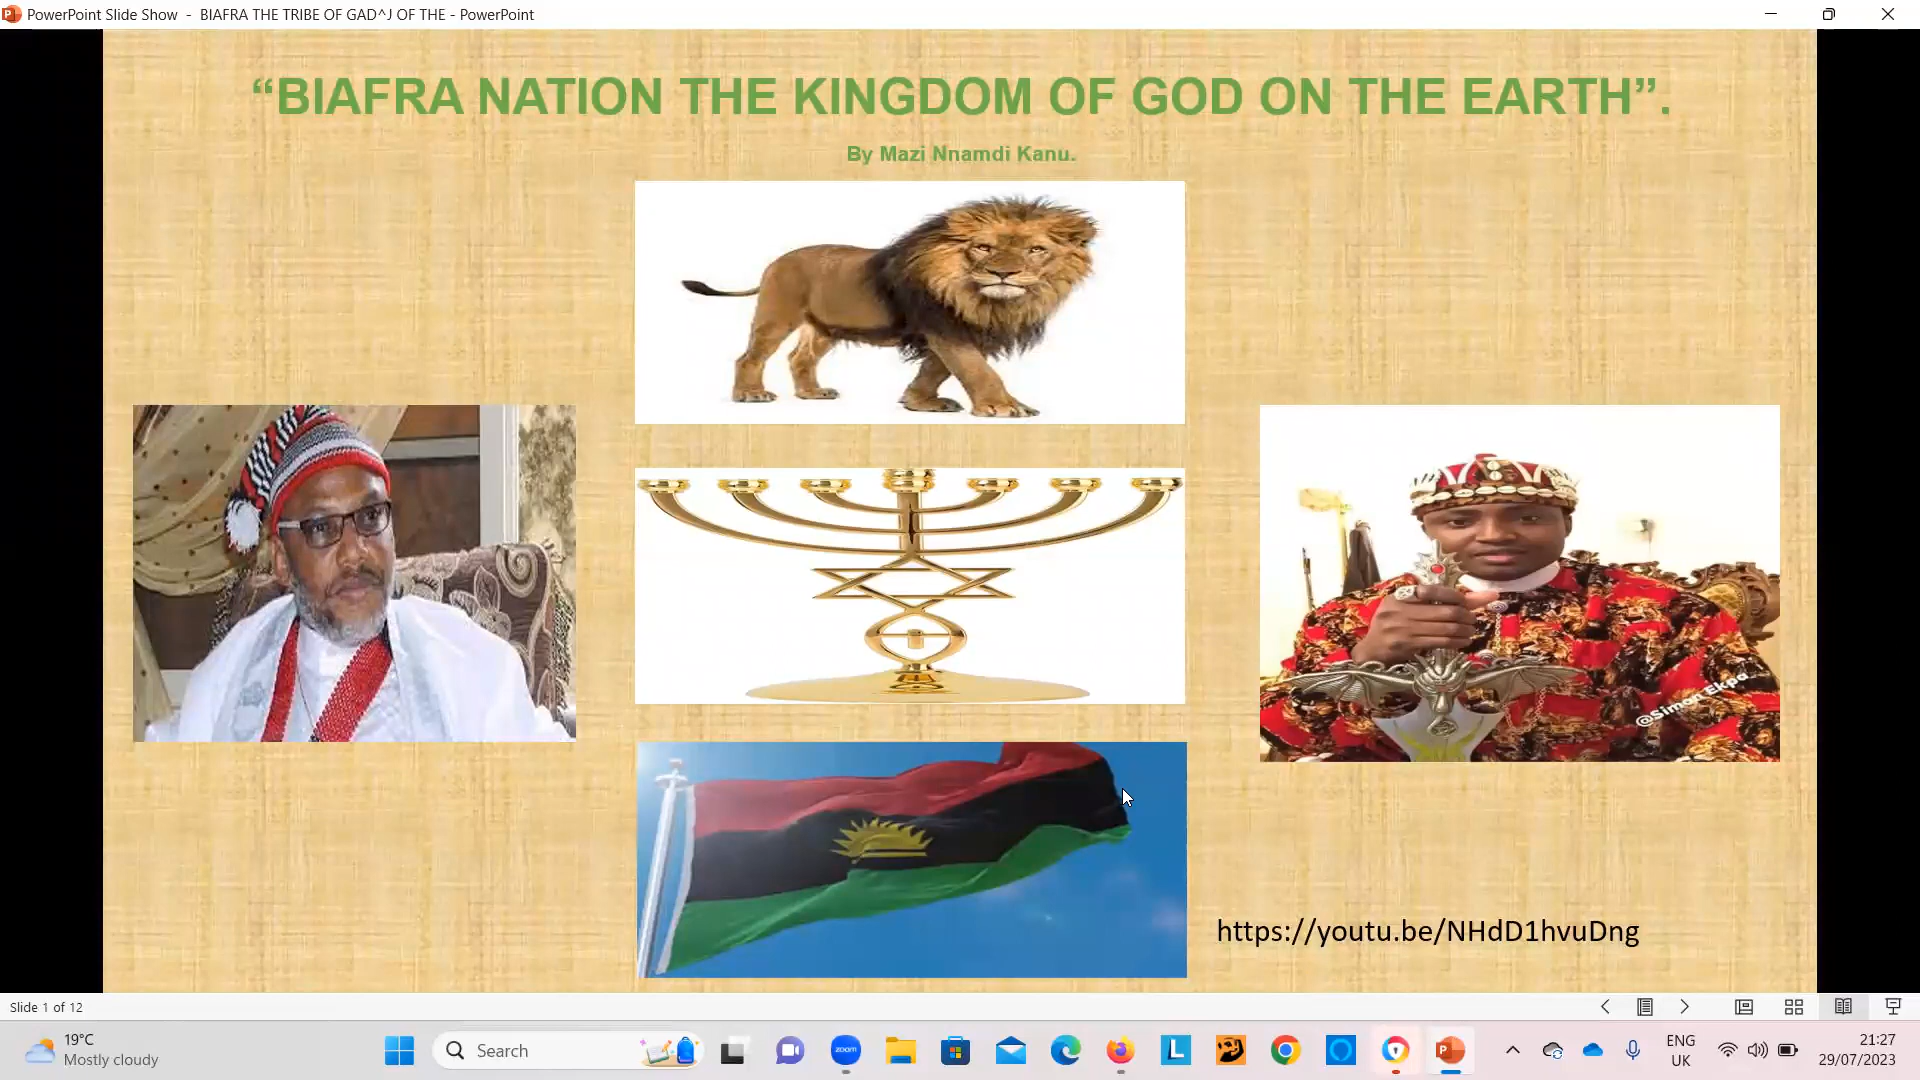 PowerPoint Slide Show - BIAFRA THE TRIBE OF GAD^J OF THE - PowerPoint
“BIAFRA NATION THE KINGDOM OF GOD ON THE EARTH”.
By Mazi Nnamdi Kanu.
@Simon Ekpa
https://youtu.be/NHdD1hvuDng
Slide 1 of 12
19°C
Mostly cloudy
Search
zoom
L
ENG
UK
21:27
29/07/2023